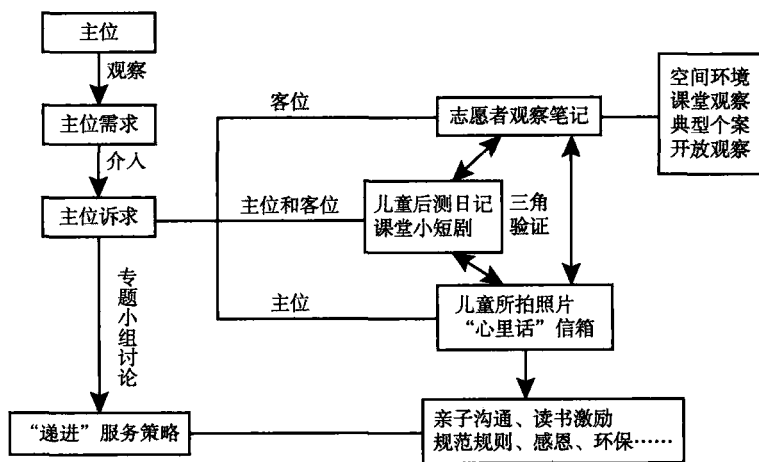 主位
观察
主位需求
介入
主位诉求
专题小组讨论
“递进”服务策略
客位
主位和客位
主位
志愿者观察笔记
儿童后测日记
课堂小短剧
三角
验证
儿童所拍照片
“心里话”信箱
亲子沟通、读书激励
规范规则、感恩、环保……
空间环境
课堂观察
典型个案
开放观察